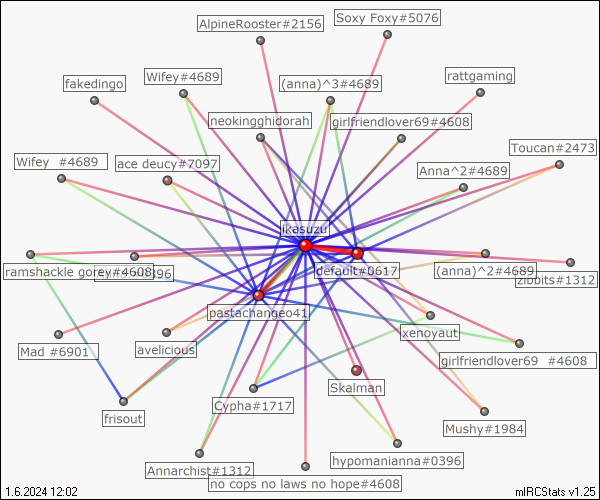 AlpineRooster#2156
Soxy Foxy#5076
fakedingo
Wifey#4689
(anna)^3#4689
rattgaming
neokingghidorah
girlfriendlover69#4608
Toucan#2473
Wifey #4689
ace deucy#7097
Anna^2#4689
ikasuzu
ramshackle gorey#4608
default#0617
(anna)^2#4689
zibbits#1312
pastachangeo41
xenovaut
Mad #6901
avelicious
girlfriendlover69 #4608
Skalman
frisout
Cypha#1717
Mushy#1984
Annarchist#1312
hypomanianna#0396
no cops no laws no hope#4608
1.6.2024 12:02
mIRCStats v1.25